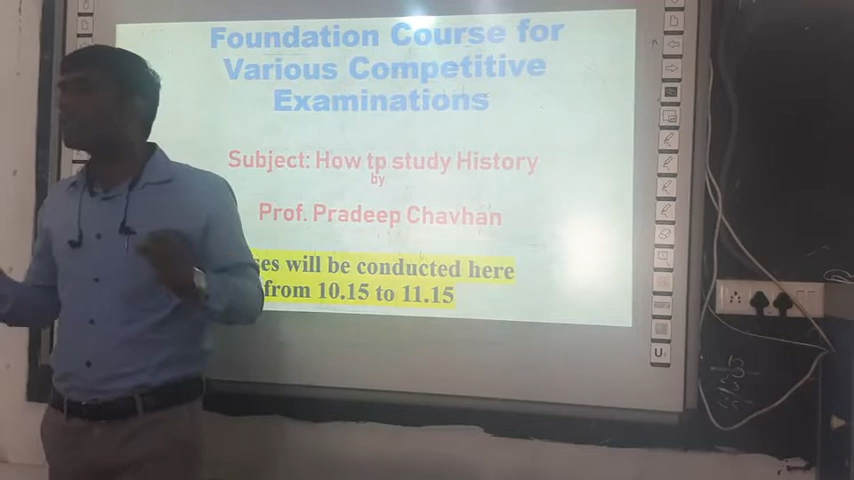 Foundation Course for
Various Competitive
Examinations
Subject: How tp study History
by
Prof. Pradeep Chavhan
ses will be conducted here
from 10.15 to 11.15